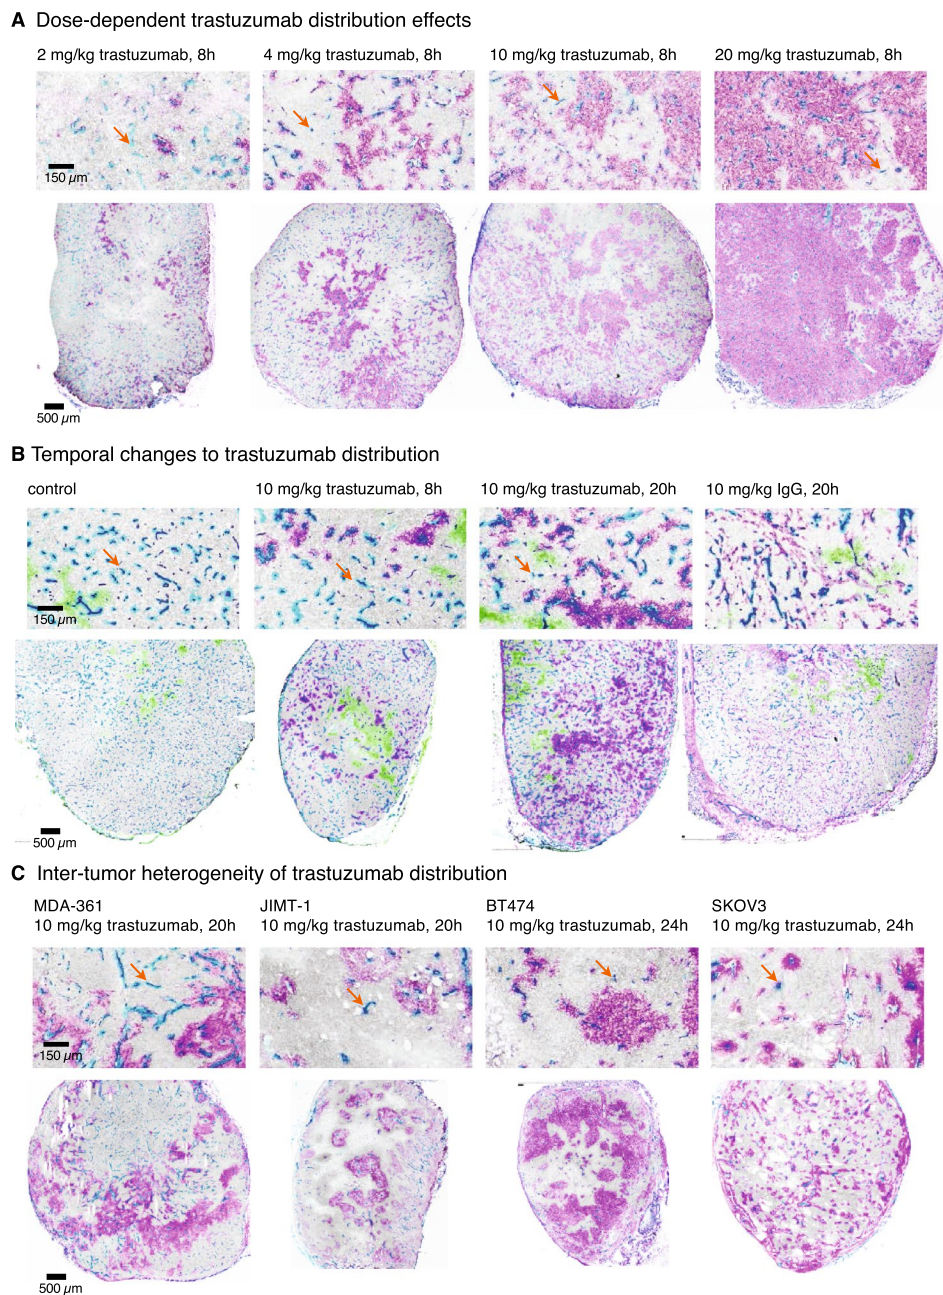 A Dose-dependent trastuzumab distribution effects
2 mg/kg trastuzumab, 8h
4 mg/kg trastuzumab, 8h
10 mg/kg trastuzumab, 8h
20 mg/kg trastuzumab, 8h
150 µm
500 µm
B Temporal changes to trastuzumab distribution
control
10 mg/kg trastuzumab, 8h
10 mg/kg trastuzumab, 20h
10 mg/kg IgG, 20h
150 µm
500 µm
C Inter-tumor heterogeneity of trastuzumab distribution
MDA-361
10 mg/kg trastuzumab, 20h
JIMT-1
10 mg/kg trastuzumab, 20h
BT474
10 mg/kg trastuzumab, 24h
SKOV3
10 mg/kg trastuzumab, 24h
150 µm
500 µm